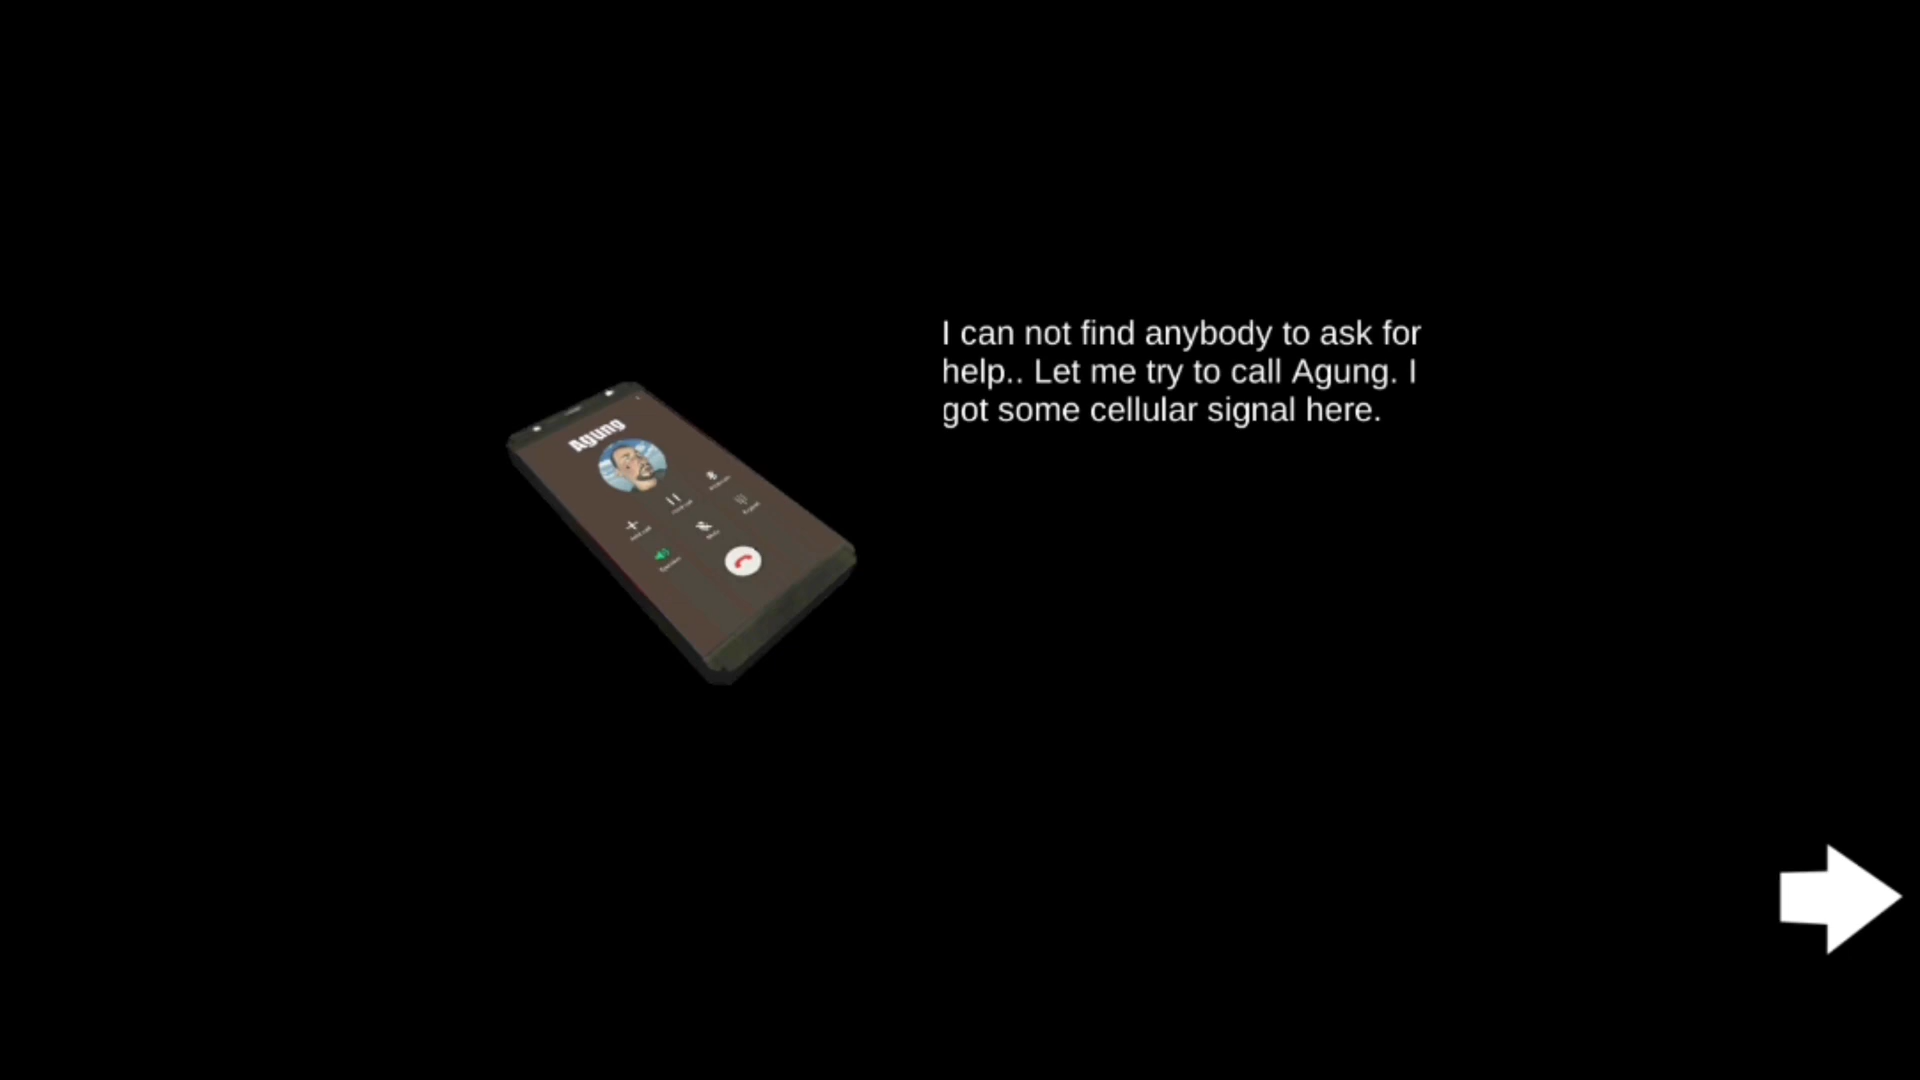 I can not find anybody to ask for
help.. Let me try to call Agung. I
got some cellular signal here.
Agung